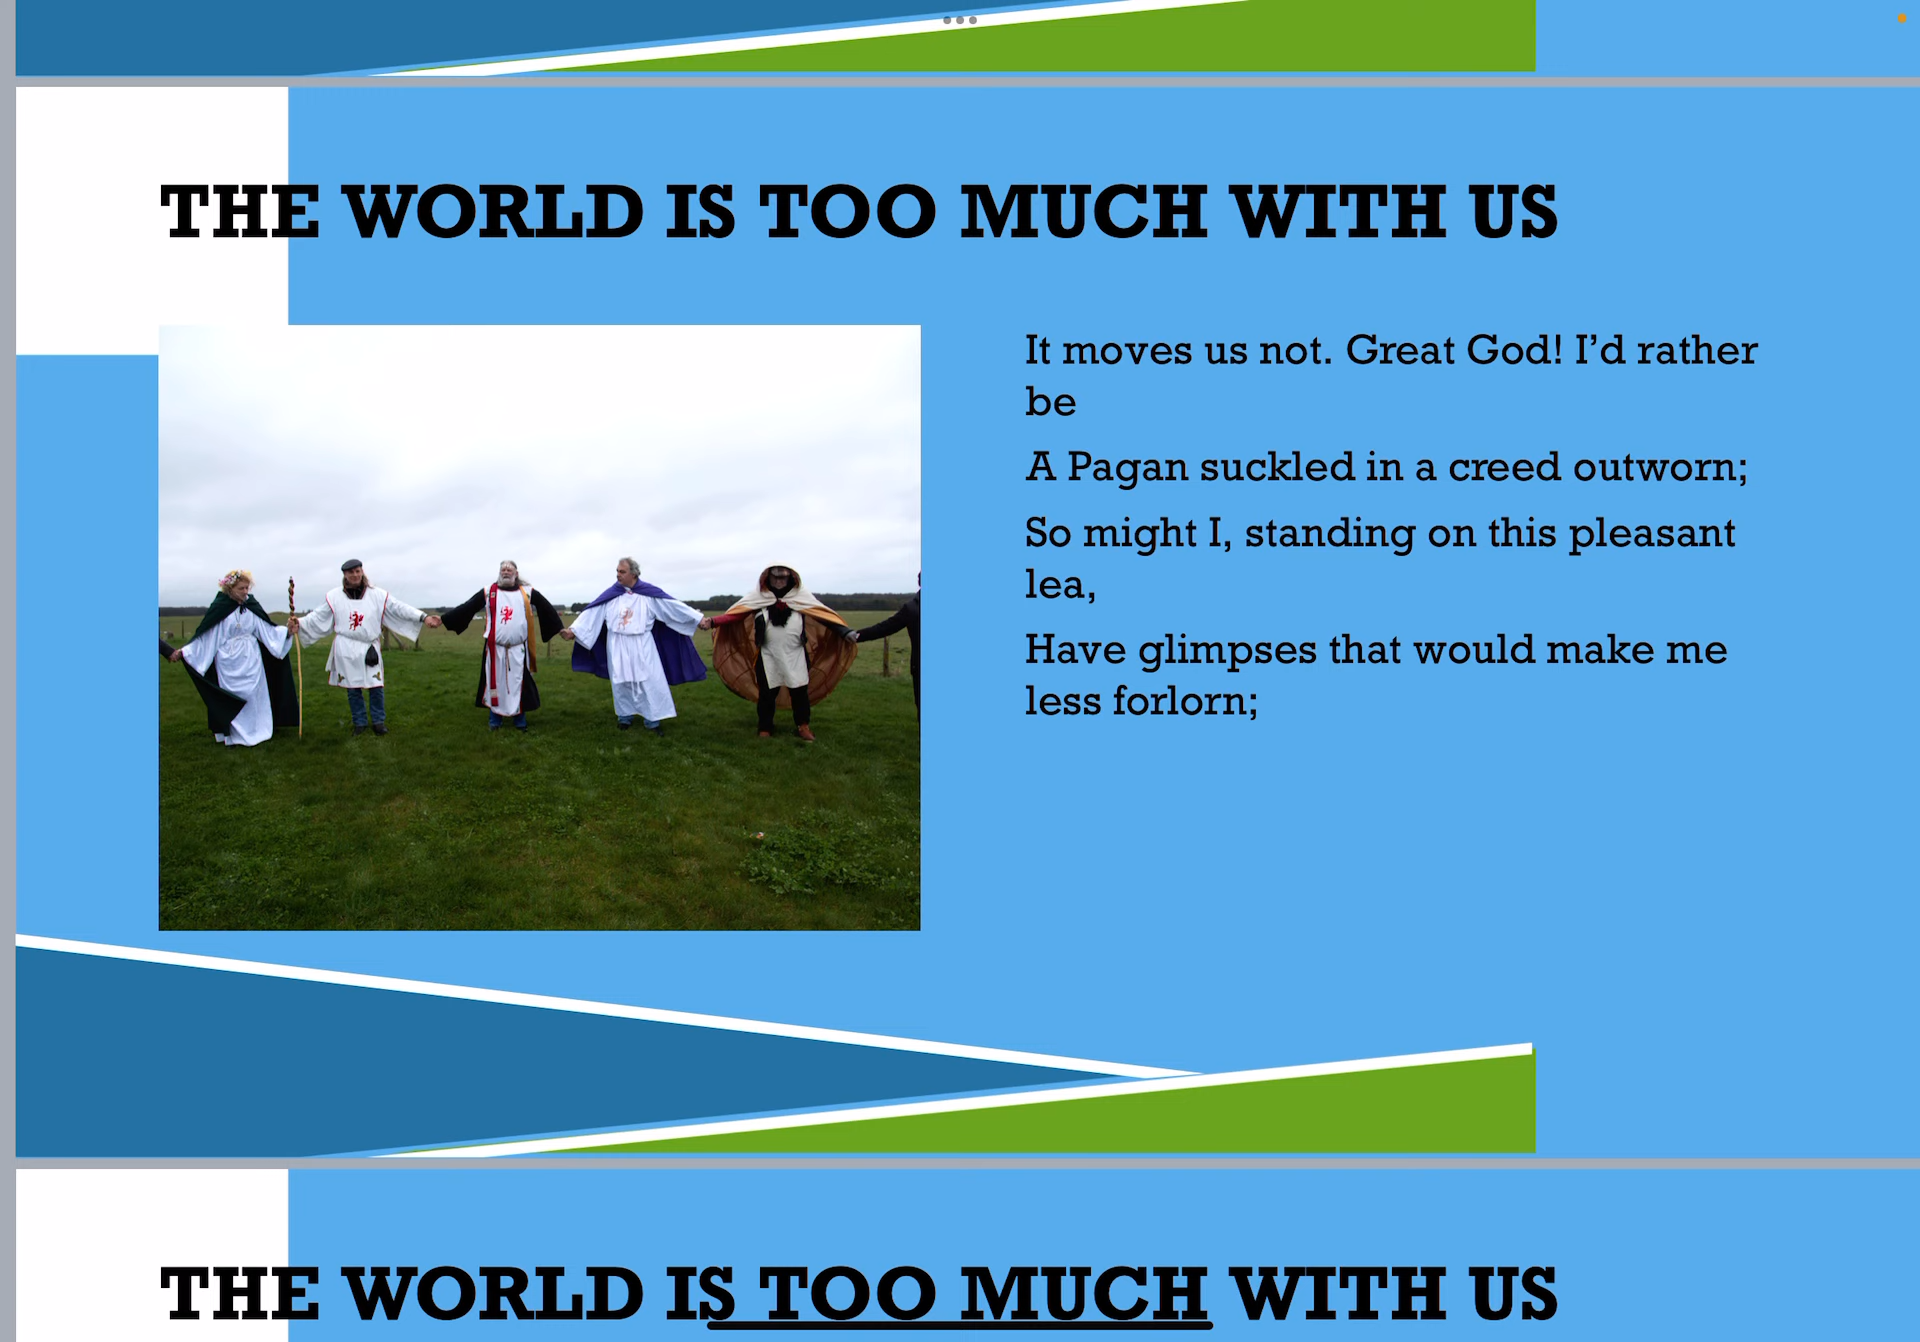 THE WORLD IS TOO MUCH WITH US
It moves us not. Great God! I’d rather
be
A Pagan suckled in a creed outworn;
So might I, standing on this pleasant
lea,
Have glimpses that would make me
less forlorn;
THE WORLD IS TOO MUCH WITH US